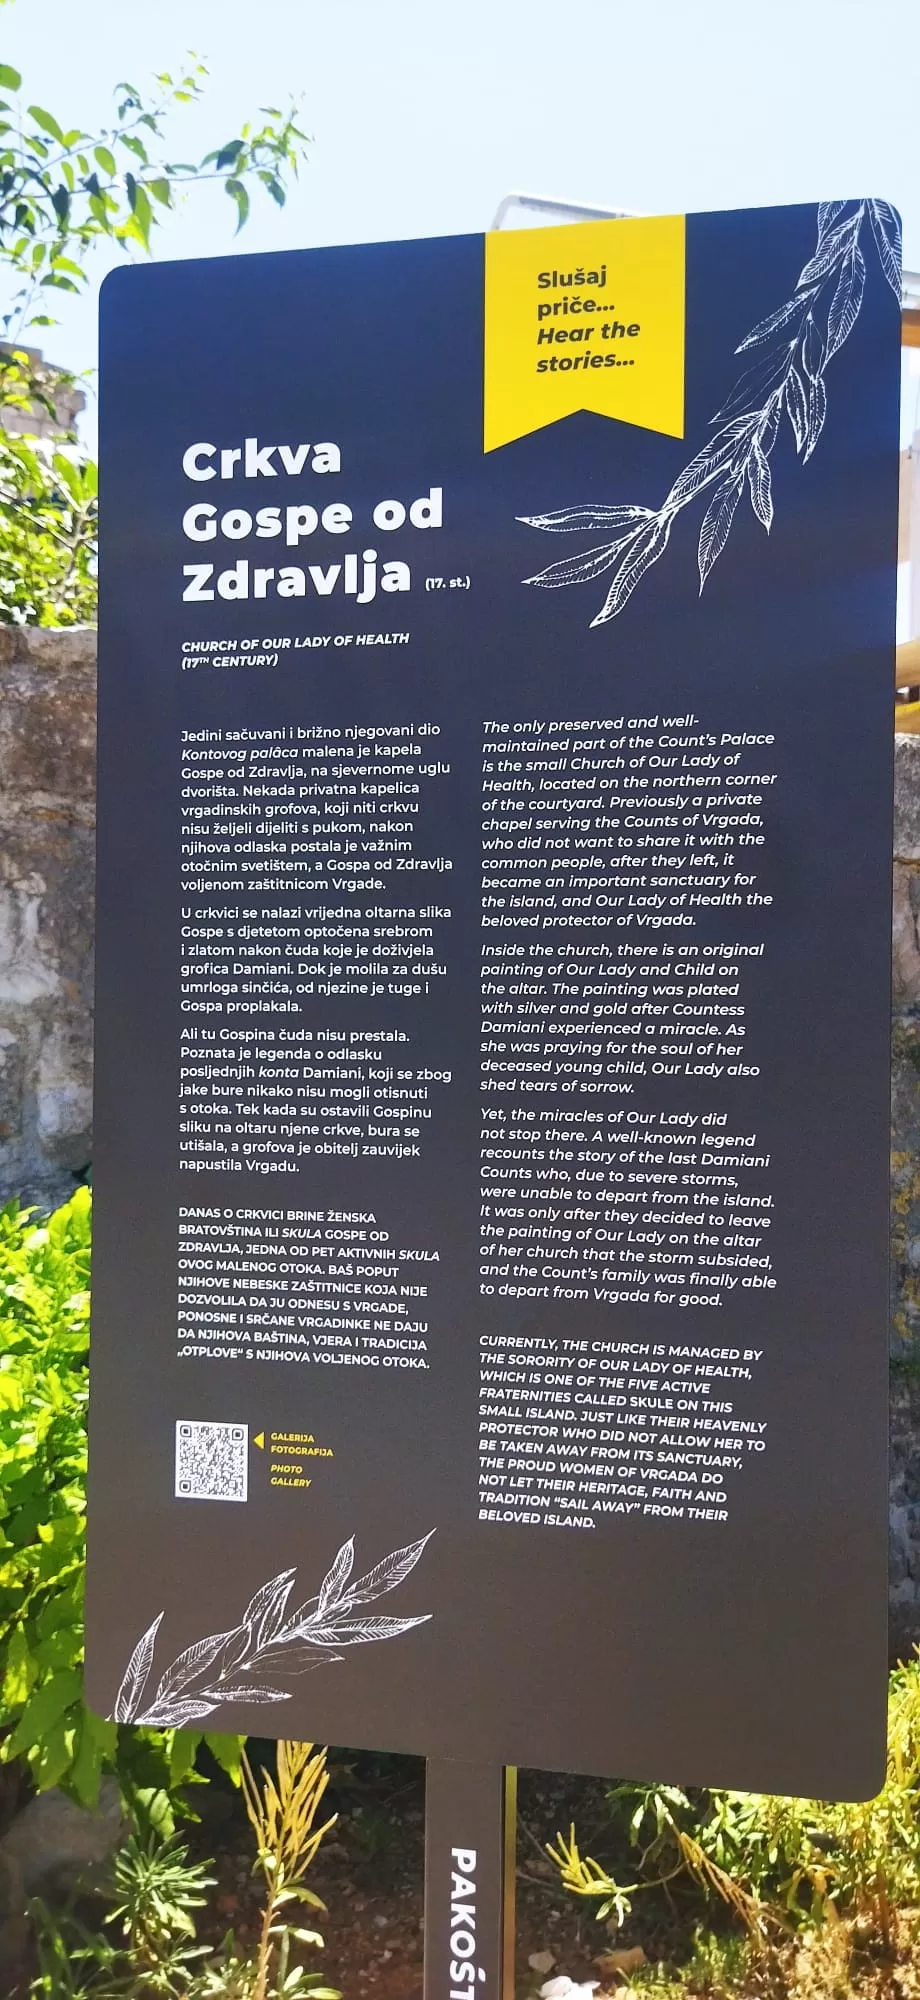 Slušaj
priče...
Hear the
stories...
Crkva
Gospe od
Zdravlja (17. st.)
CHURCH OF OUR LADY OF HEALTH
(17TH CENTURY)
Jedini sačuvani i brižno njegovani dio
Kontovog palâca malena je kapela
Gospe od Zdravlja, na sjevernome uglu
dvorišta. Nekada privatna kapelica
vrgadinskih grofova, koji niti crkvu
nisu željeli dijeliti s pukom, nakon
njihova odlaska postala je važnim
otočnim svetištem, a Gospa od Zdravlja
voljenom zaštitnicom Vrgade.
U crkvici se nalazi vrijedna oltarna slika
Gospe s djetetom optočena srebrom
i zlatom nakon čuda koje je doživjela
grofica Damiani. Dok je molila za dušu
umrloga sinčića, od njezine je tuge i
Gospa proplakala.
Ali tu Gospina čuda nisu prestala.
Poznata je legenda o odlasku
posljednjih konta Damiani, koji se zbog
jake bure nikako nisu mogli otisnuti
s otoka. Tek kada su ostavili Gospinu
sliku na oltaru njene crkve, bura se
utišala, a grofova je obitelj zauvijek
napustila Vrgadu.
DANAS O CRKVICI BRINE ŽENSKA
BRATOVŠTINA ILI SKULA GOSPE OD
ZDRAVLJA, JEDNA OD PET AKTIVNIH SKULA
OVOG MALENOG OTOKA. BAŠ POPUT
NJIHOVE NEBESKE ZAŠTITNICE KOJA NIJE
DOZVOLILA DA JU ODNESU S VRGADE,
PONOSNE I SRČANE VRGADINKE NE DAJU
DA NJIHOVA BAŠTINA, VJERA I TRADICIJA
„OTPLOVE“ S NJIHOVA VOLJENOG OTOKA.
GALERIJA
FOTOGRAFIJA
PHOTO
GALLERY
The only preserved and well-
maintained part of the Count's Palace
is the small Church of Our Lady of
Health, located on the northern corner
of the courtyard. Previously a private
chapel serving the Counts of Vrgada,
who did not want to share it with the
common people, after they left, it
became an important sanctuary for
the island, and Our Lady of Health the
beloved protector of Vrgada.
Inside the church, there is an original
painting of Our Lady and Child on
the altar. The painting was plated
with silver and gold after Countess
Damiani experienced a miracle. As
she was praying for the soul of her
deceased young child, Our Lady also
shed tears of sorrow.
Yet, the miracles of Our Lady did
not stop there. A well-known legend
recounts the story of the last Damiani
Counts who, due to severe storms,
were unable to depart from the island.
It was only after they decided to leave
the painting of Our Lady on the altar
of her church that the storm subsided,
and the Count's family was finally able
to depart from Vrgada for good.
CURRENTLY, THE CHURCH IS MANAGED BY
THE SORORITY OF OUR LADY OF HEALTH,
WHICH IS ONE OF THE FIVE ACTIVE
FRATERNITIES CALLED SKULE ON THIS
SMALL ISLAND. JUST LIKE THEIR HEAVENLY
PROTECTOR WHO DID NOT ALLOW HER TO
BE TAKEN AWAY FROM ITS SANCTUARY,
THE PROUD WOMEN OF VRGADA DO
NOT LET THEIR HERITAGE, FAITH AND
TRADITION “SAIL AWAY” FROM THEIR
BELOVED ISLAND.
PAKOŠT